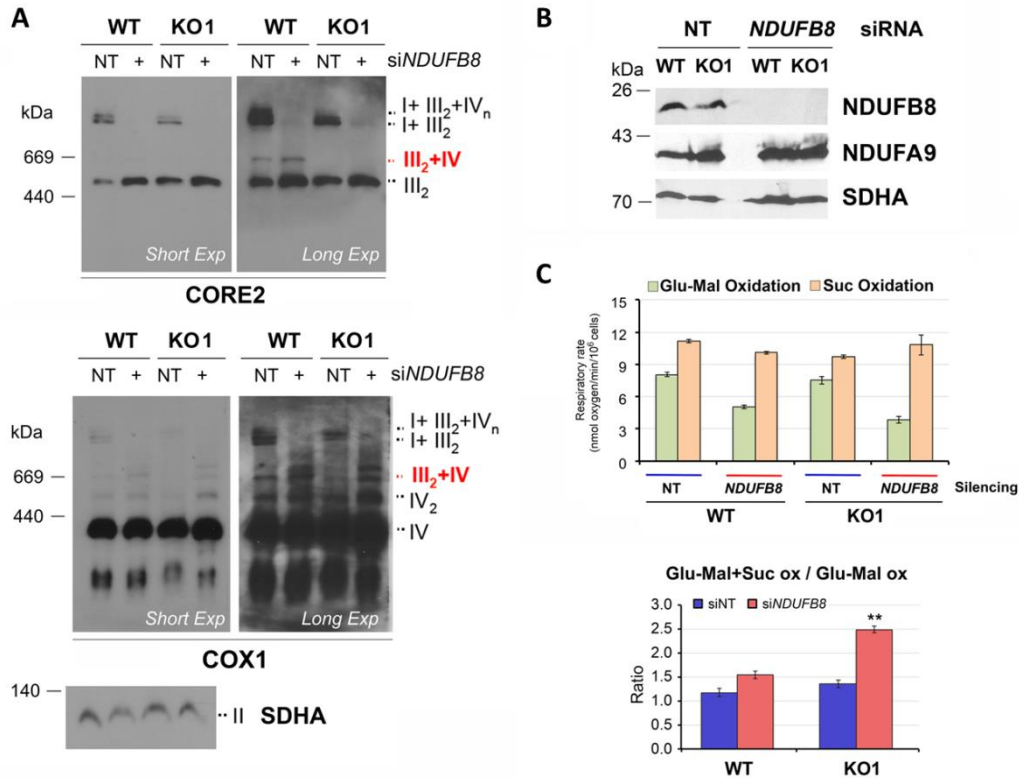 A
WT KO1 WT KO1
NT + NT + NT + NT + siNDUFB8
kDa
669
440
I+ III2+IVn
I+ III2
III2+IV
III2
Short Exp Long Exp
CORE2
WT KO1 WT KO1
NT + NT + NT + NT + siNDUFB8
kDa
669
440
I+ III2+IVn
I+ III2
III2+IV
IV2
IV
Short Exp Long Exp
COX1
140
II SDHA
B
NT NDUFB8 siRNA
kDa WT KO1 WT KO1
26
NDUFB8
43
NDUFA9
70
SDHA
C
Glu-Mal Oxidation Suc Oxidation
Respiratory rate
(nmol oxygen/min/10^6 cells)
15
12
9
6
3
0
NT NDUFB8 NT NDUFB8 Silencing
WT KO1
Glu-Mal+Suc ox / Glu-Mal ox
siNT siNDUFB8
Ratio
3.0
2.5
2.0
1.5
1.0
0.5
0.0
**
WT KO1